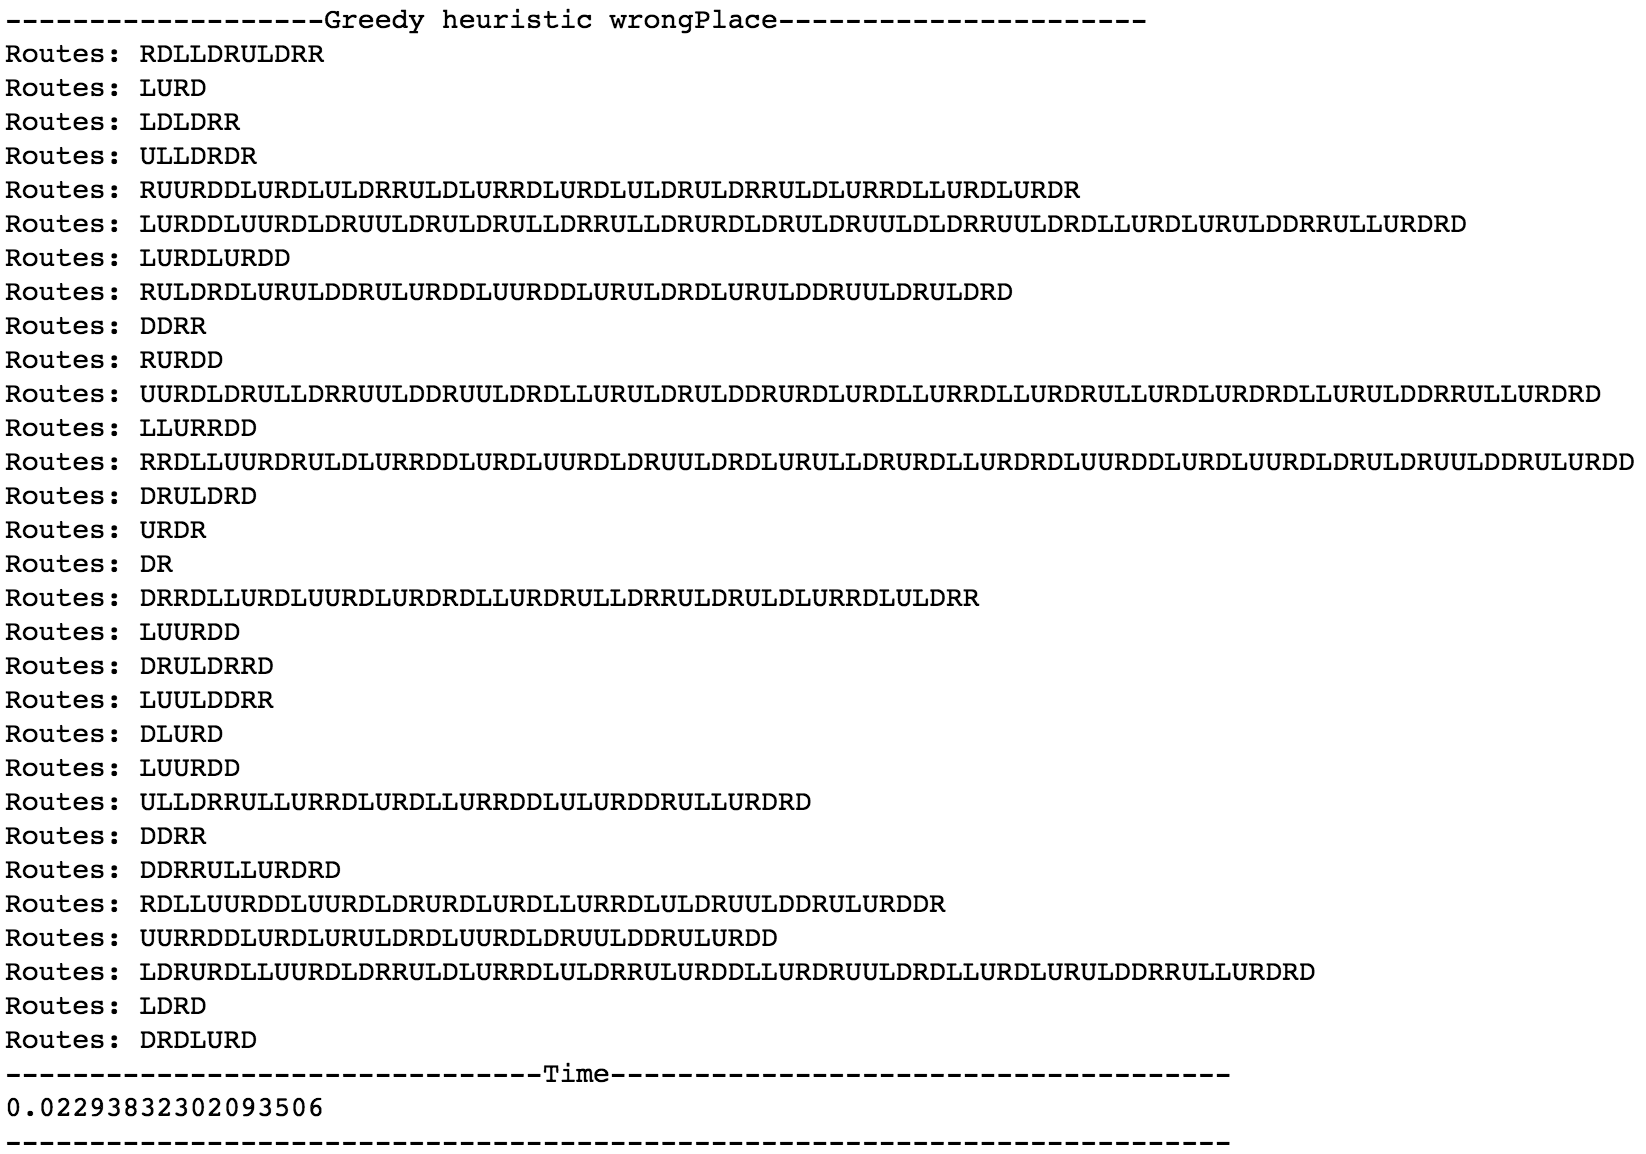 -------------------Greedy heuristic wrongPlace----------------------
Routes: RDLLDRULDRR
Routes: LURD
Routes: LDLDRR
Routes: ULLDRDR
Routes: RUURDDLURDLULDRRULDLURRDLURDLULDRULDRRULDLURRDLLURDLURDR
Routes: LURDDLUURDLDRUULDRULDRULLDRRULLDRURDLDRULDRUULDLDRRUULDRDLLURDLURULDDRRULLURDRD
Routes: LURDLURDD
Routes: RULDRDLURULDDRULURDDLUURDDLURULDRDLURULDDRUULDRULDRD
Routes: DDRR
Routes: RURDD
Routes: UURDLDRULLDRRUULDDRUULDRDLLURULDRULDDRURDLURDLLURRDLLURDRULLURDLURDRDLLURULDDRRULLURDRD
Routes: LLURRDD
Routes: RRDLLUURDRULDLURRDDLURDLUURDLDRUULDRDLURULLDRURDLLURDRDLUURDDLURDLUURDLDRULDRUULDDRULURDD
Routes: DRULDRD
Routes: URDR
Routes: DR
Routes: DRRDLLURDLUURDLURDRDLLURDRULLDRRULDRULDLURRDLULDRR
Routes: LUURDD
Routes: DRULDRRD
Routes: LUULDDRR
Routes: DLURD
Routes: LUURDD
Routes: ULLDRRULLURRDLURDLLURRDDLULURDDRULLURDRD
Routes: DDRR
Routes: DDRRULLURDRD
Routes: RDLLUURDDLUURDLDRURDLURDLLURRDLULDRUULDDRULURDDR
Routes: UURRDDLURDLURULDRDLUURDLDRUULDDRULURDD
Routes: LDRURDLLUURDLDRRULDLURRDLULDRRULURDDLLURDRUULDRDLLURDLURULDDRRULLURDRD
Routes: LDRD
Routes: DRDLURD
--------------------------------Time-------------------------------------
0.02293832302093506
-------------------------------------------------------------------------